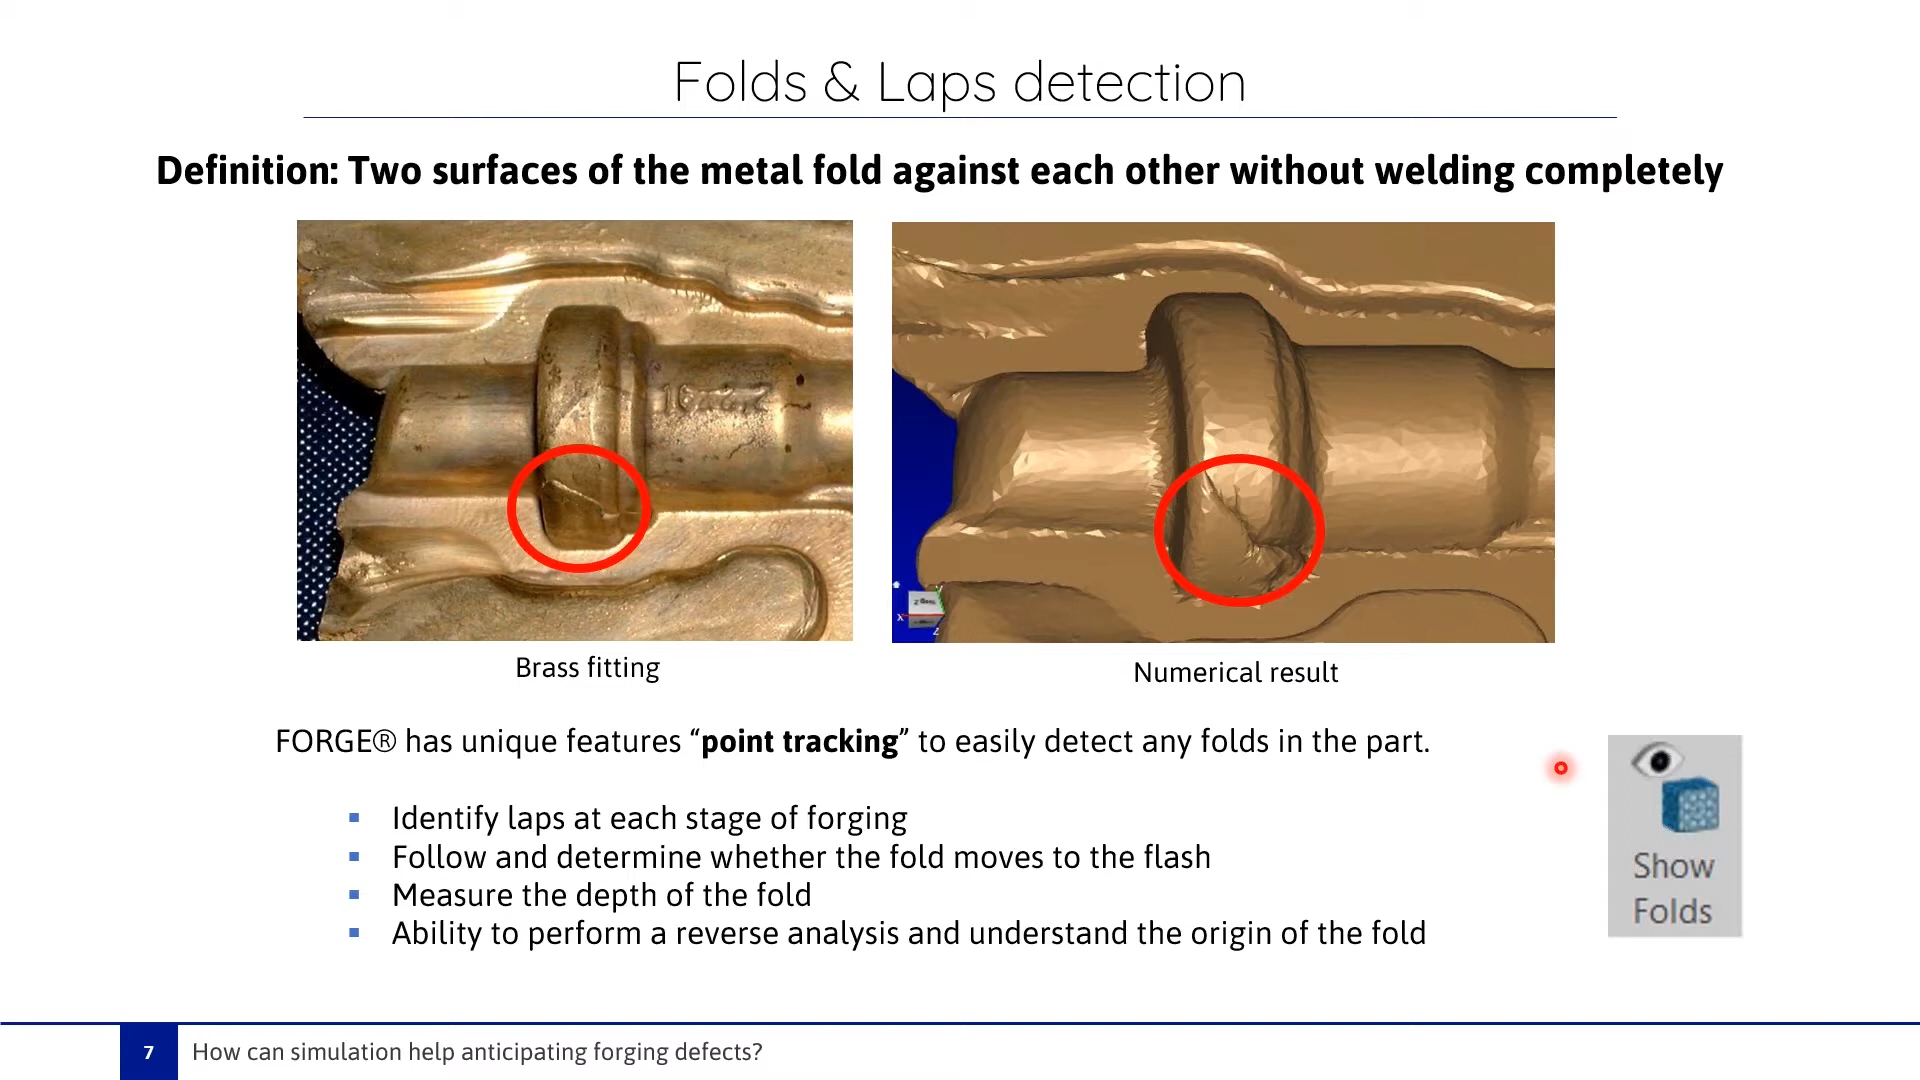 Folds & Laps detection
Definition: Two surfaces of the metal fold against each other without welding completely
Brass fitting
Numerical result
FORGE® has unique features “point tracking” to easily detect any folds in the part.
▪ Identify laps at each stage of forging
▪ Follow and determine whether the fold moves to the flash
▪ Measure the depth of the fold
▪ Ability to perform a reverse analysis and understand the origin of the fold
Show
Folds
7 How can simulation help anticipating forging defects?